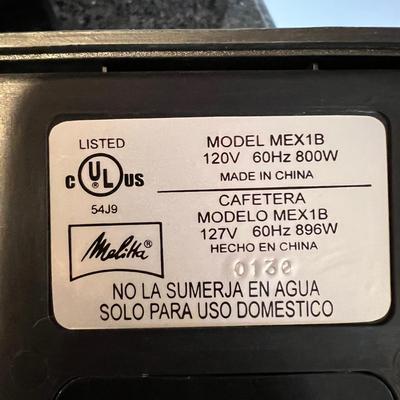 LISTED
C UL® US
54J9
Melitta®
MODEL MEX1B
120V 60Hz 800W
MADE IN CHINA
CAFETERA
MODELO MEX1B
127V 60Hz 896W
HECHO EN CHINA
NO LA SUMERJA EN AGUA
SOLO PARA USO DOMESTICO